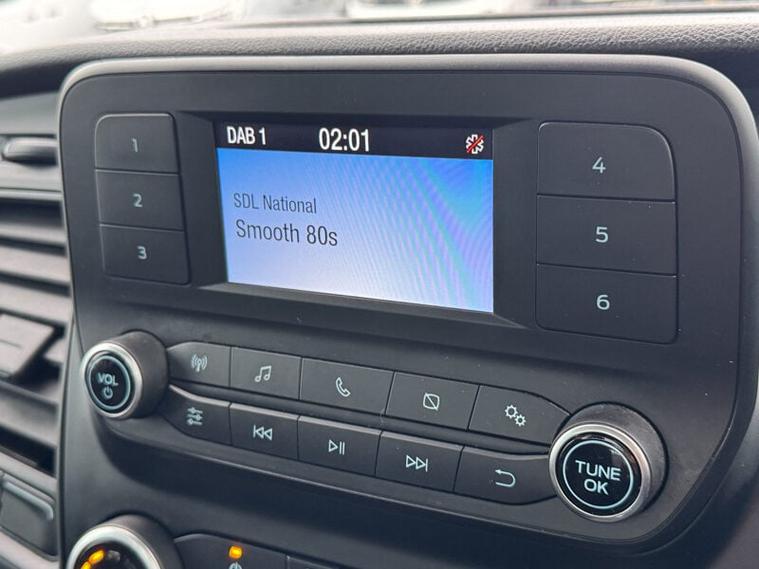 DAB 1 02:01
SDL National
Smooth 80s
1
2
3
4
5
6
VOL
TUNE
OK